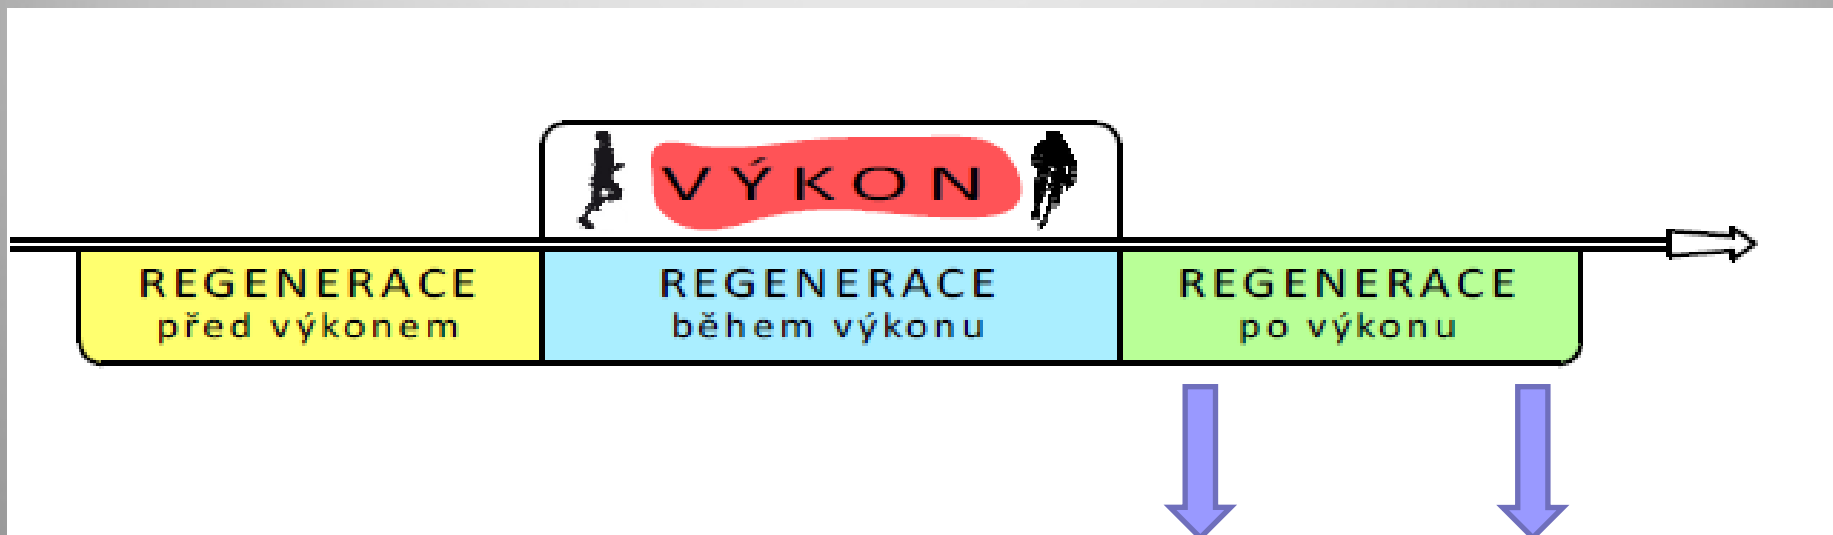 VÝKON
REGENERACE
před výkonem
REGENERACE
během výkonu
REGENERACE
po výkonu